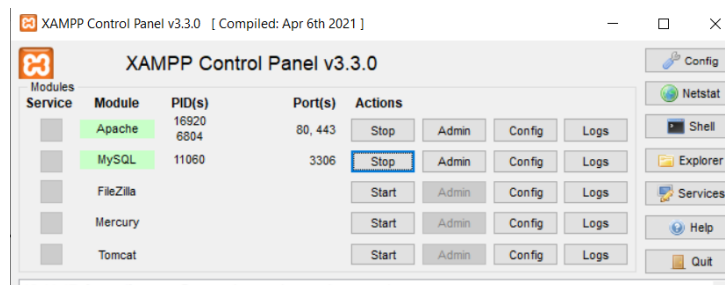 XAMPP Control Panel v3.3.0 [ Compiled: Apr 6th 2021 ]
XAMPP Control Panel v3.3.0
Config
Modules
Service Module PID(s) Port(s) Actions
Netstat
Apache 16920 6804 80, 443 Stop Admin Config Logs
Shell
MySQL 11060 3306 Stop Admin Config Logs
Explorer
FileZilla Start Admin Config Logs
Services
Mercury Start Admin Config Logs
Help
Tomcat Start Admin Config Logs
Quit